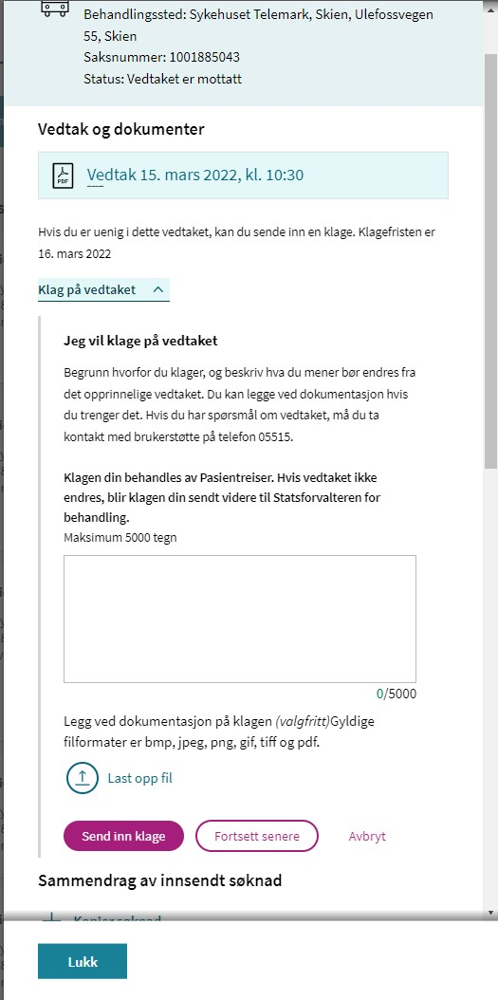 Behandlingssted: Sykehuset Telemark, Skien, Ulefossvegen
55, Skien
Saksnummer: 1001885043
Status: Vedtaket er mottatt
Vedtak og dokumenter
PDF
Vedtak 15. mars 2022, kl. 10:30
Hvis du er uenig i dette vedtaket, kan du sende inn en klage. Klagefristen er
16. mars 2022
Klag på vedtaket
Jeg vil klage på vedtaket
Begrunn hvorfor du klager, og beskriv hva du mener bør endres fra
det opprinnelige vedtaket. Du kan legge ved dokumentasjon hvis
du trenger det. Hvis du har spørsmål om vedtaket, må du ta
kontakt med brukerstøtte på telefon 05515.
Klagen din behandles av Pasientreiser. Hvis vedtaket ikke
endres, blir klagen din sendt videre til Statsforvalteren for
behandling.
Maksimum 5000 tegn
0/5000
Legg ved dokumentasjon på klagen (valgfritt)Gyldige
filformater er bmp, jpeg, png, gif, tiff og pdf.
Last opp fil
Send inn klage
Fortsett senere
Avbryt
Sammendrag av innsendt søknad
Kopier søknad
Lukk